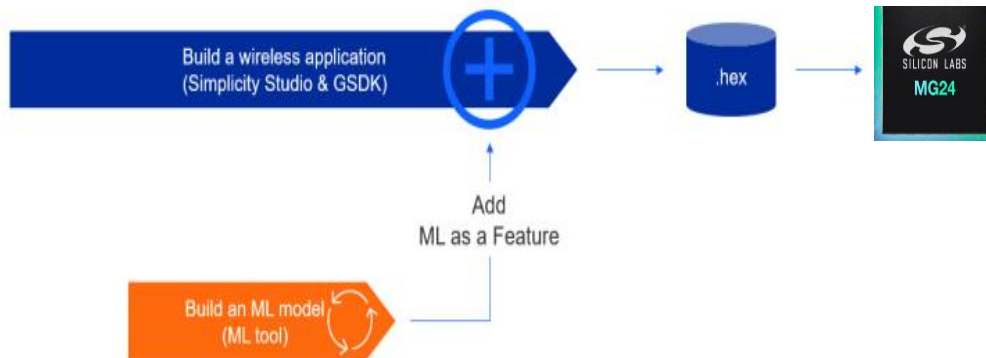 Build a wireless application
(Simplicity Studio & GSDK)
.hex
SILICON LABS
MG24
Add
ML as a Feature
Build an ML model
(ML tool)